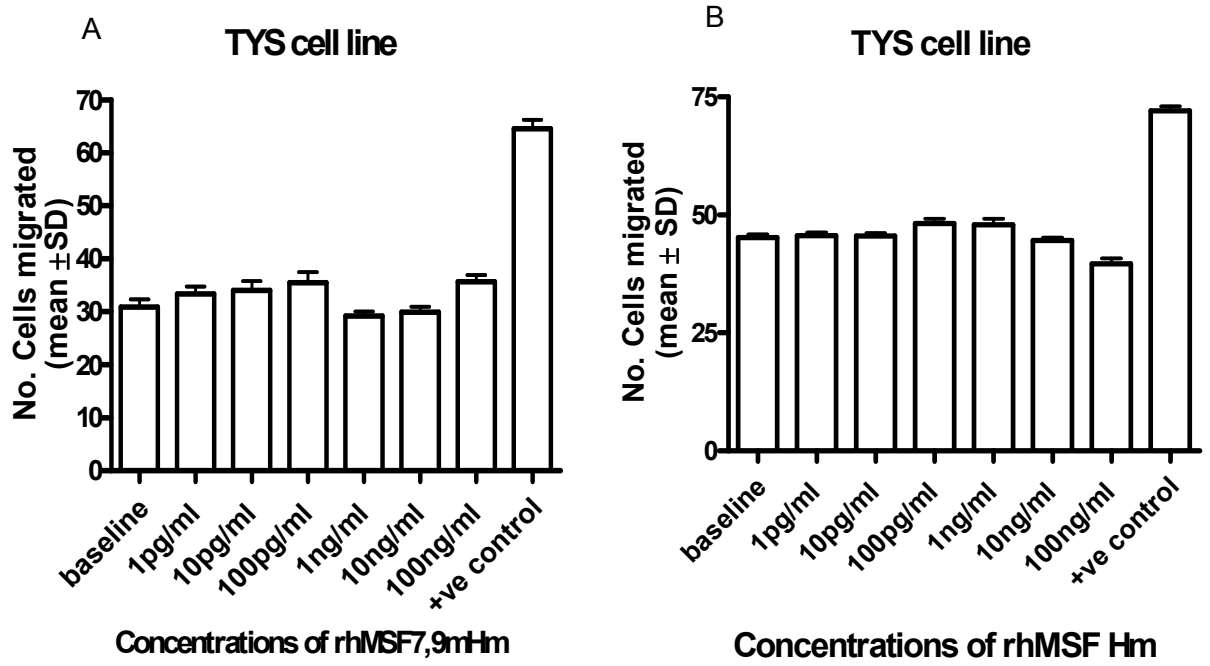 A
TYS cell line
No. Cells migrated
(mean ±SD)
70
60
50
40
30
20
10
0
baseline
1pg/ml
10pg/ml
100pg/ml
1ng/ml
10ng/ml
100ng/ml
+ve control
Concentrations of rhMSF7,9mHm
B
TYS cell line
No. Cells migrated
(mean ± SD)
75
50
25
0
baseline
1pg/ml
10pg/ml
100pg/ml
1ng/ml
10ng/ml
100ng/ml
+ve control
Concentrations of rhMSF Hm